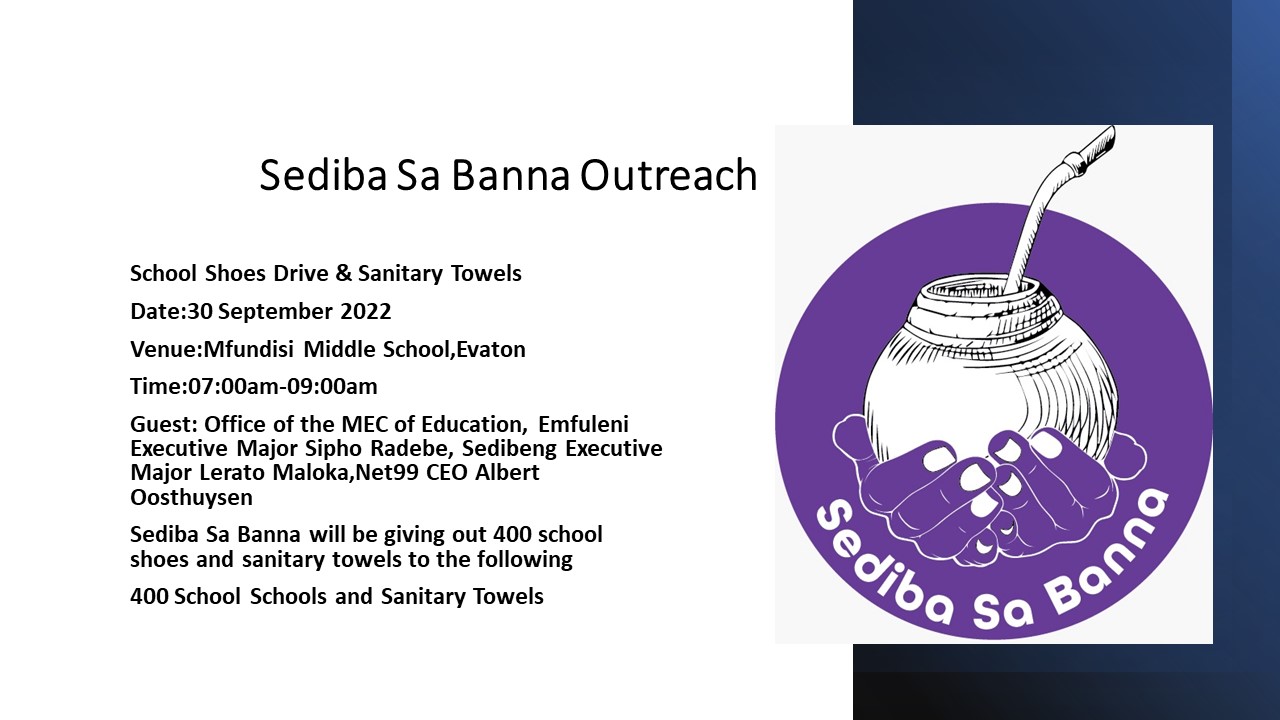 Sediba Sa Banna Outreach
School Shoes Drive & Sanitary Towels
Date:30 September 2022
Venue:Mfundisi Middle School,Evaton
Time:07:00am-09:00am
Guest: Office of the MEC of Education, Emfuleni
Executive Major Sipho Radebe, Sedibeng Executive
Major Lerato Maloka,Net99 CEO Albert
Oosthuysen
Sediba Sa Banna will be giving out 400 school
shoes and sanitary towels to the following
400 School Schools and Sanitary Towels
Sediba Sa Banna